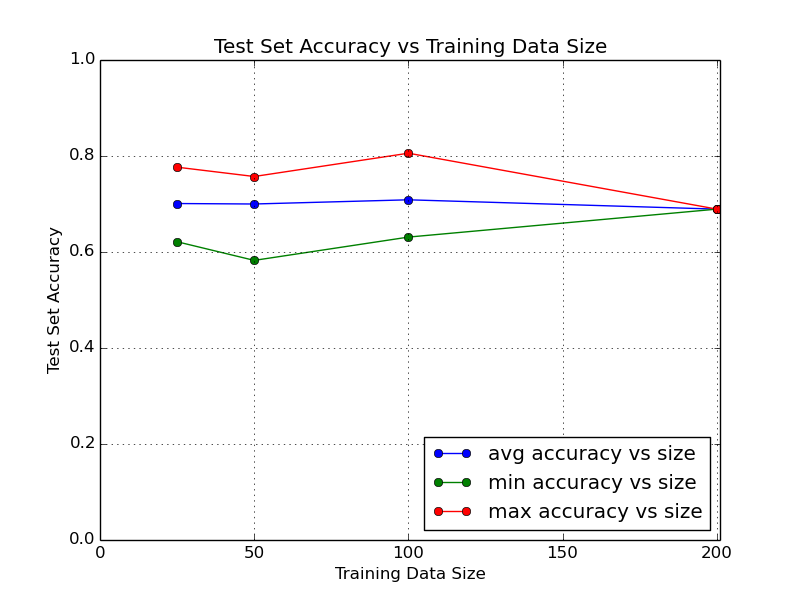 Test Set Accuracy vs Training Data Size
1.0
0.8
0.6
0.4
0.2
0.0
Test Set Accuracy
avg accuracy vs size
min accuracy vs size
max accuracy vs size
0 50 100 150 200
Training Data Size